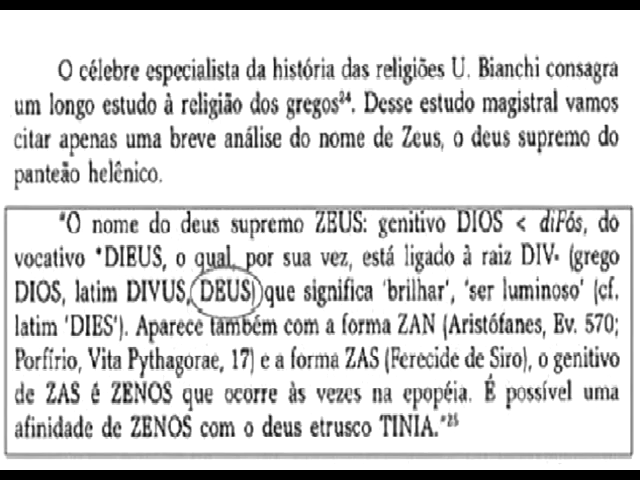 O célebre especialista da história das religiões U. Bianchi consagra
um longo estudo à religião dos gregos²⁴. Desse estudo magistral vamos
citar apenas uma breve análise do nome de Zeus, o deus supremo do
panteão helênico.
"O nome do deus supremo ZEUS: genitivo DIOS < diFós, do
vocativo *DIEUS, o qual, por sua vez, está ligado à raiz DIV- (grego
DIOS, latim DIVUS, DEUS) que significa 'brilhar', 'ser luminoso' (cf.
latim 'DIES'). Aparece também com a forma ZAN (Aristófanes, Ev. 570;
Porfírio, Vita Pythagorae, 17) e a forma ZAS (Ferecide de Siro), o genitivo
de ZAS é ZENOS que ocorre às vezes na epopéia. É possível uma
afinidade de ZENOS com o deus etrusco TINIA."²⁵